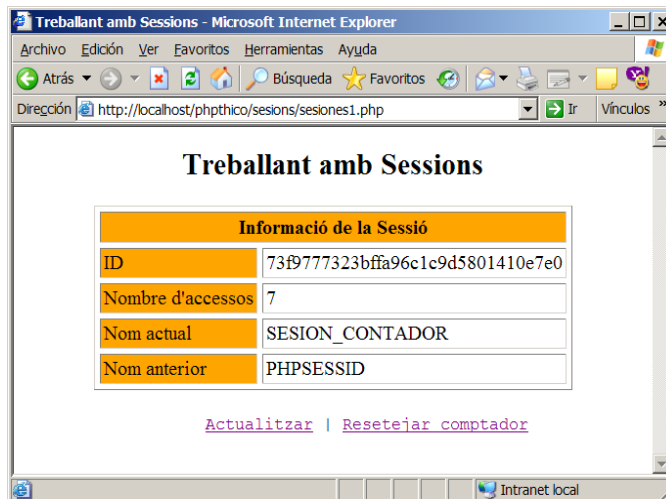 Treballant amb Sessions - Microsoft Internet Explorer
Archivo Edición Ver Favoritos Herramientas Ayuda
Atrás Búsqueda Favoritos
Dirección http://localhost/phpthico/sesions/sesiones1.php Ir Vínculos »
Treballant amb Sessions
Informació de la Sessió
ID 73f9777323bffa96c1c9d5801410e7e0
Nombre d'accessos 7
Nom actual SESION_CONTADOR
Nom anterior PHPSESSID
Actualitzar | Resetejar comptador
Intranet local